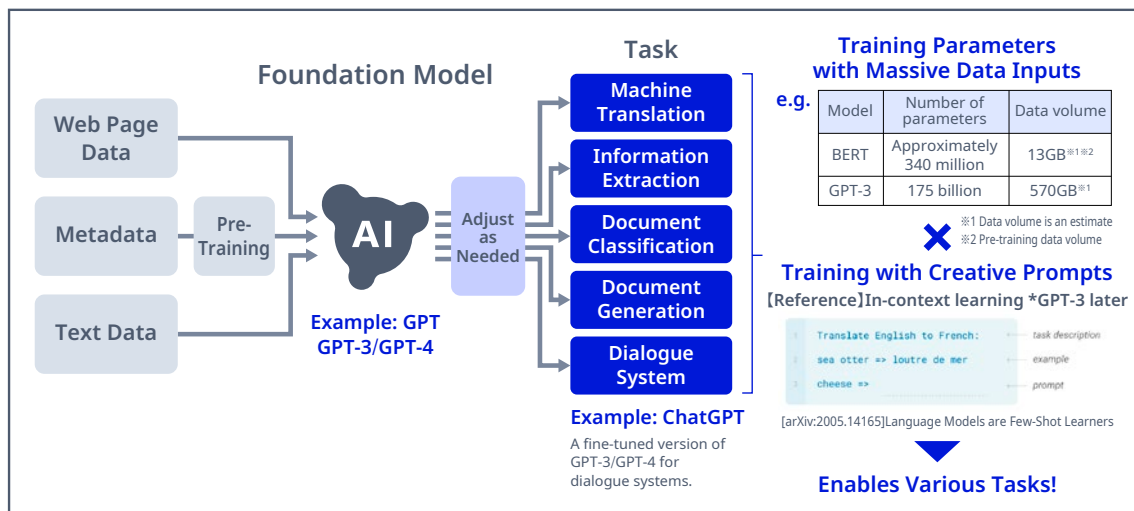 Foundation Model
Web Page
Data
Metadata
Text Data
Pre-
Training
AI
Example: GPT
GPT-3/GPT-4
Adjust
as
Needed
Task
Machine
Translation
Information
Extraction
Document
Classification
Document
Generation
Dialogue
System
Example: ChatGPT
A fine-tuned version of
GPT-3/GPT-4 for
dialogue systems.
Training Parameters
with Massive Data Inputs
e.g.
Model Number of parameters Data volume
BERT Approximately 340 million 13GB※1※2
GPT-3 175 billion 570GB※1
※1 Data volume is an estimate
※2 Pre-training data volume
Training with Creative Prompts
【Reference】In-context learning *GPT-3 later
1 Translate English to French: task description
2 sea otter => loutre de mer example
3 cheese => prompt
[arXiv:2005.14165]Language Models are Few-Shot Learners
Enables Various Tasks!